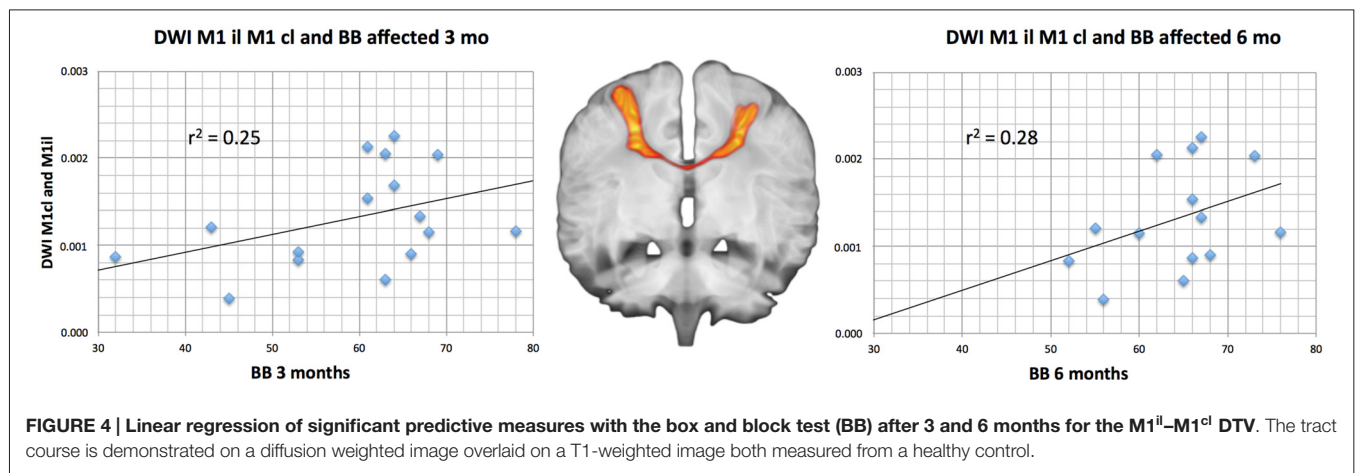 DWI M1 il M1 cl and BB affected 3 mo
DWI M1cl and M1il
0.003
0.002
0.001
0.000
r² = 0.25
30 40 50 60 70 80
BB 3 months
DWI M1 il M1 cl and BB affected 6 mo
0.003
0.002
0.001
0.000
r² = 0.28
30 40 50 60 70 80
BB 6 months
FIGURE 4 | Linear regression of significant predictive measures with the box and block test (BB) after 3 and 6 months for the M1ⁱˡ–M1ᶜˡ DTV. The tract
course is demonstrated on a diffusion weighted image overlaid on a T1-weighted image both measured from a healthy control.